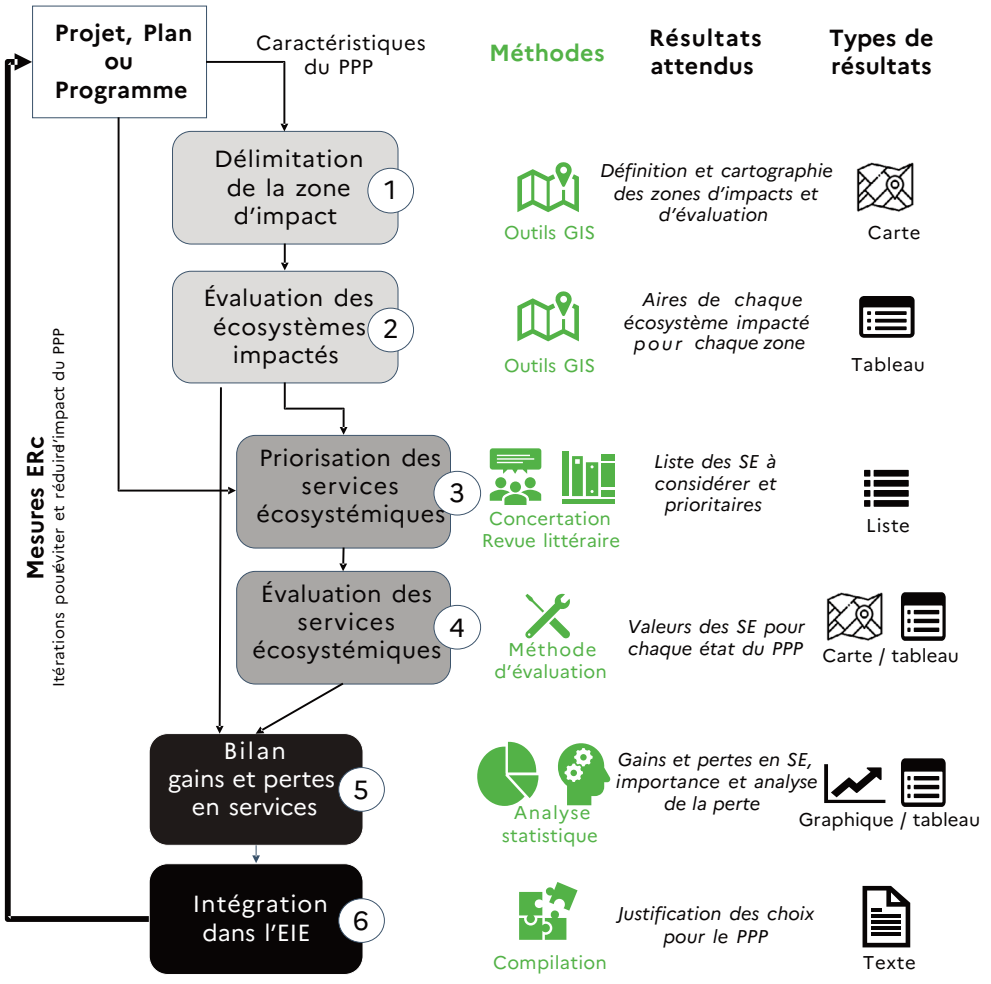 Projet, Plan
ou
Programme
Caractéristiques
du PPP
Méthodes
Résultats
attendus
Types de
résultats
Délimitation
de la zone
d'impact
1
Outils GIS
Définition et cartographie
des zones d'impacts et
d'évaluation
Carte
Évaluation des
écosystèmes
impactés
2
Outils GIS
Aires de chaque
écosystème impacté
pour chaque zone
Tableau
Mesures ERc
Itérations pouréviter et réduired'impact du PPP
Priorisation des
services
écosystémiques
3
Concertation
Revue littéraire
Liste des SE à
considérer et
prioritaires
Liste
Évaluation des
services
écosystémiques
4
Méthode
d'évaluation
Valeurs des SE pour
chaque état du PPP
Carte / tableau
Bilan
gains et pertes
en services
5
Analyse
statistique
Gains et pertes en SE,
importance et analyse
de la perte
Graphique / tableau
Intégration
dans l'EIE
6
Compilation
Justification des choix
pour le PPP
Texte